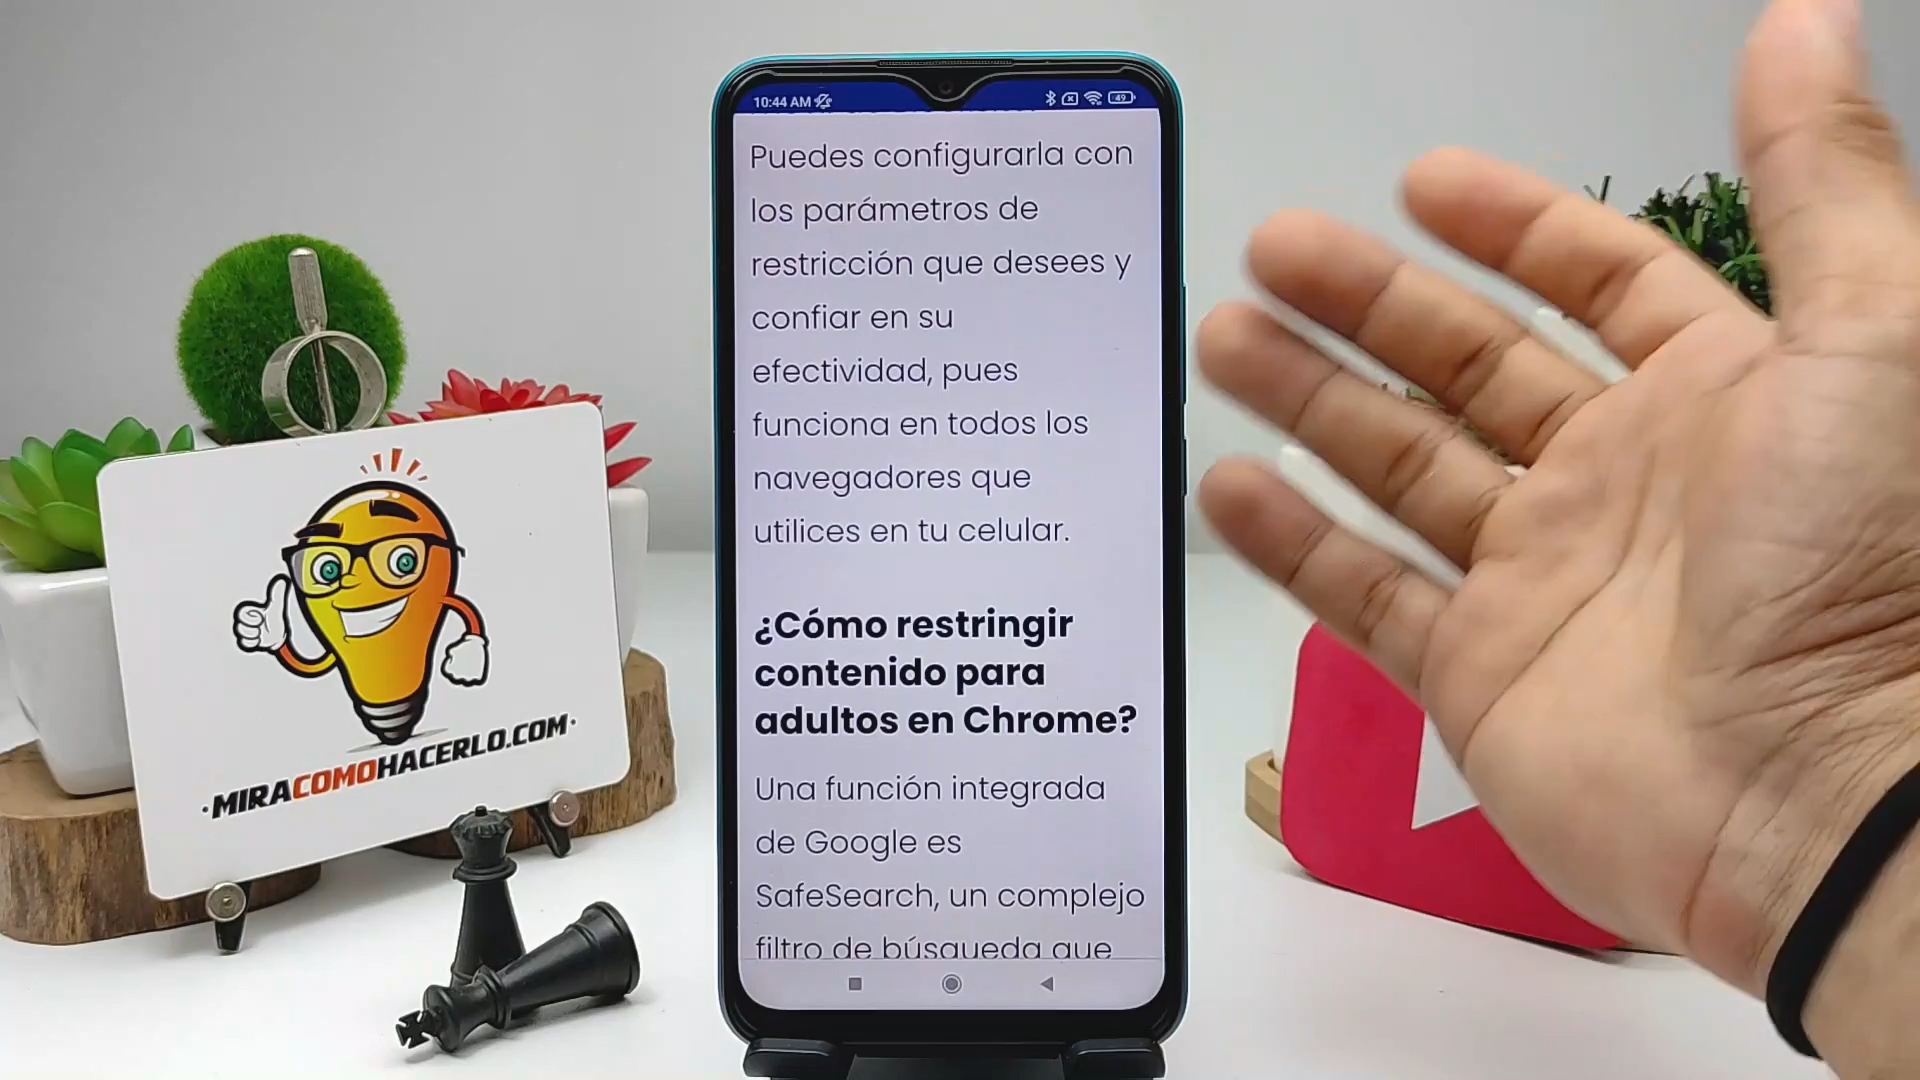 10:44 AM
49
Puedes configurarla con
los parámetros de
restricción que desees y
confiar en su
efectividad, pues
funciona en todos los
navegadores que
utilices en tu celular.
¿Cómo restringir
contenido para
adultos en Chrome?
Una función integrada
de Google es
SafeSearch, un complejo
filtro de búsqueda que
·MIRACOMOHACERLO.COM·